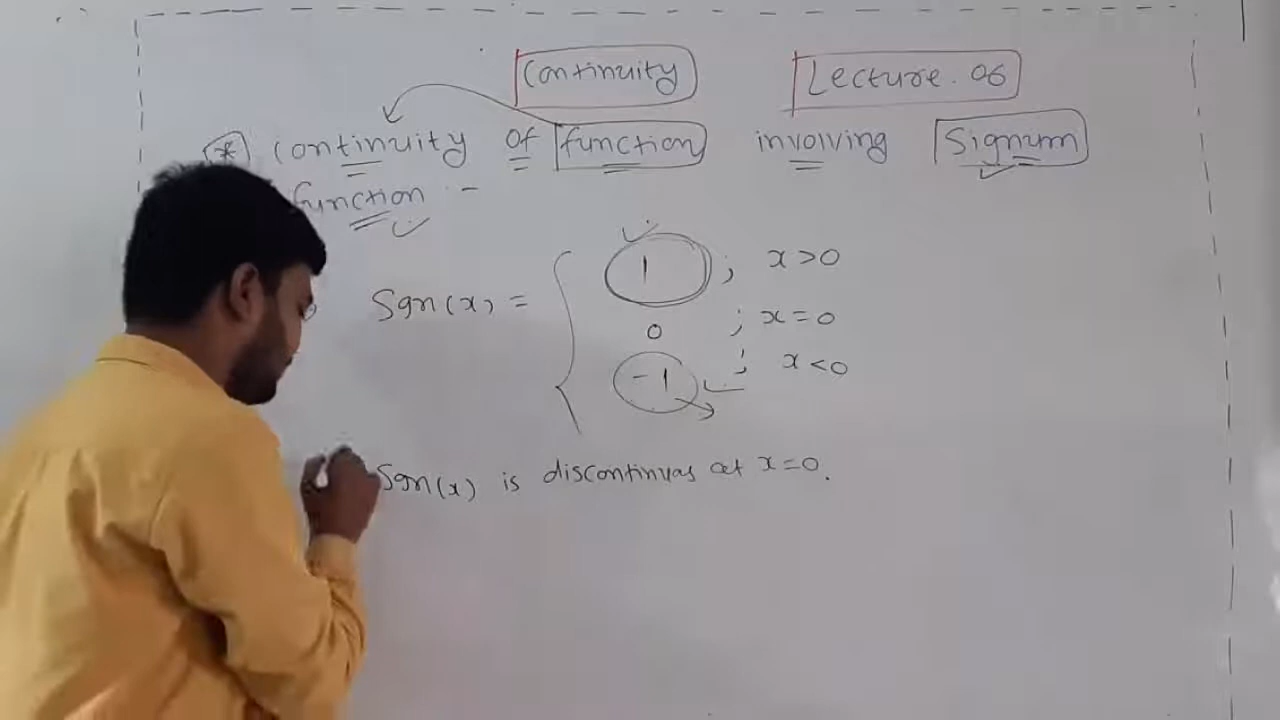 Continuity
Lecture. 06
* continuity of function involving Signum
function -
Sgn(x) = { 1 ; x>0
0 ; x=0
-1 ; x<0
Sgn(x) is discontinuas at x=0.